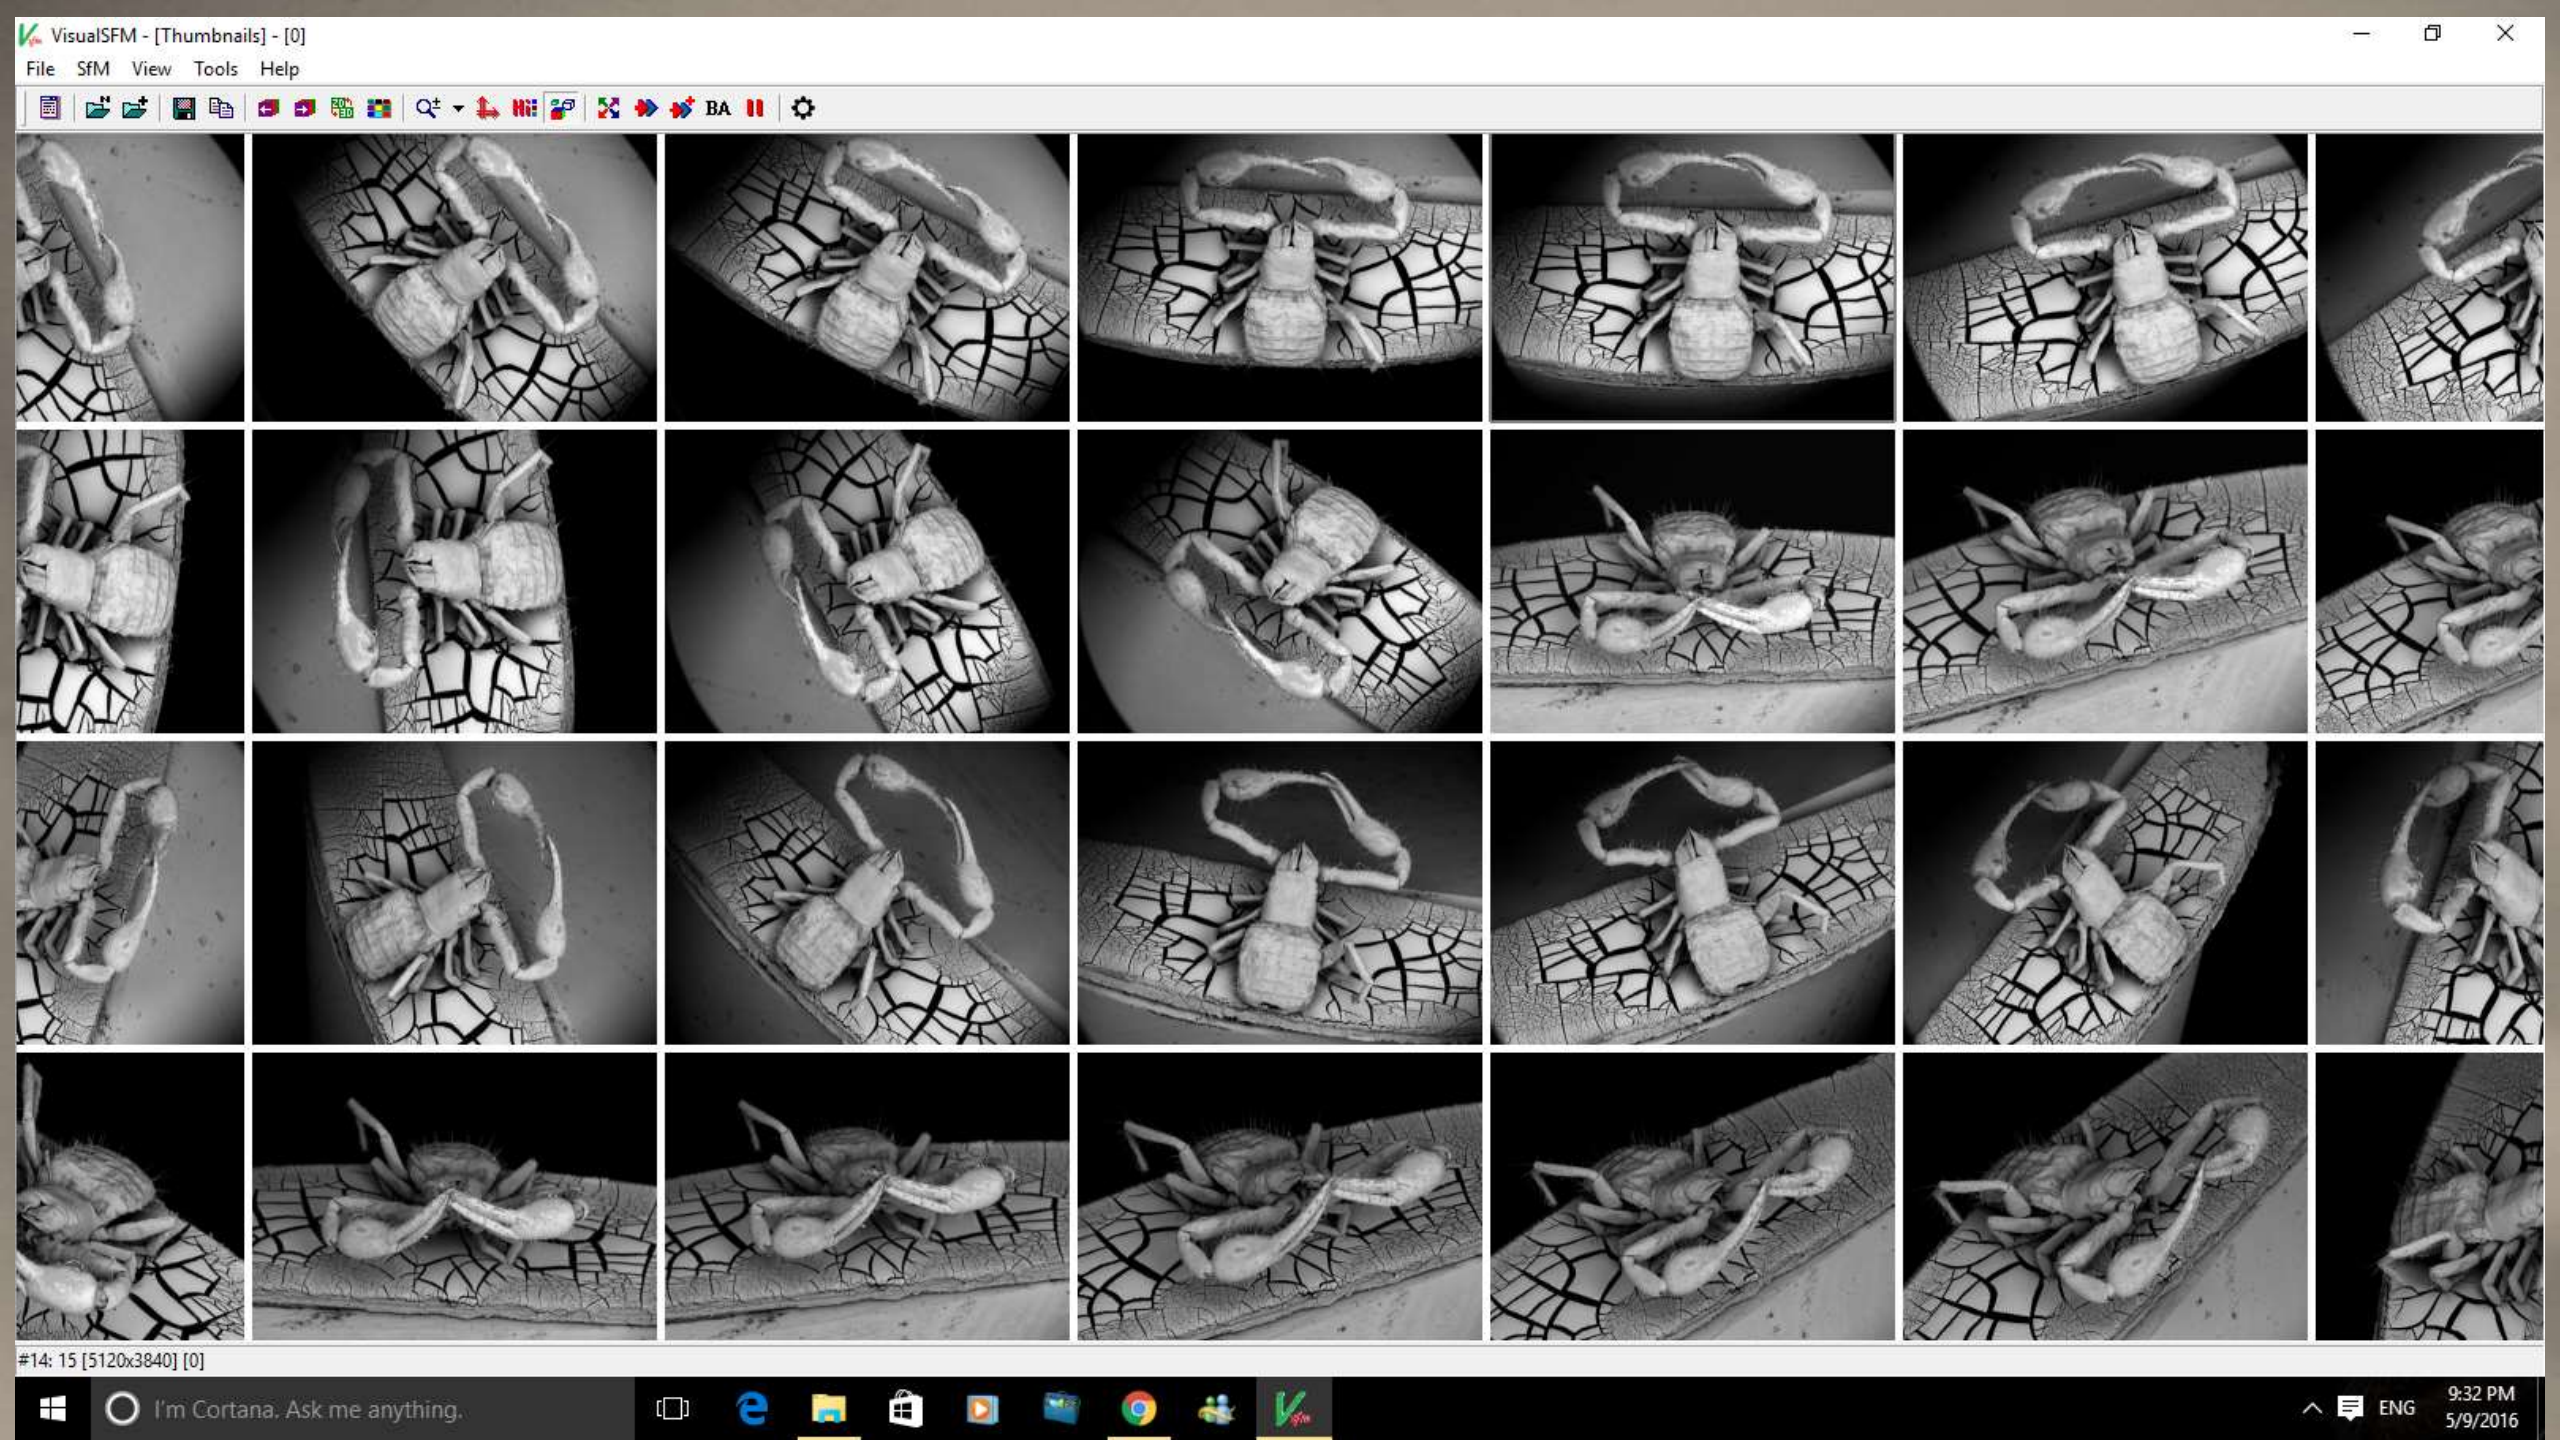 VisualSFM - [Thumbnails] - [0]
File SfM View Tools Help
BA
#14: 15 [5120x3840] [0]
I'm Cortana. Ask me anything.
ENG
9:32 PM
5/9/2016